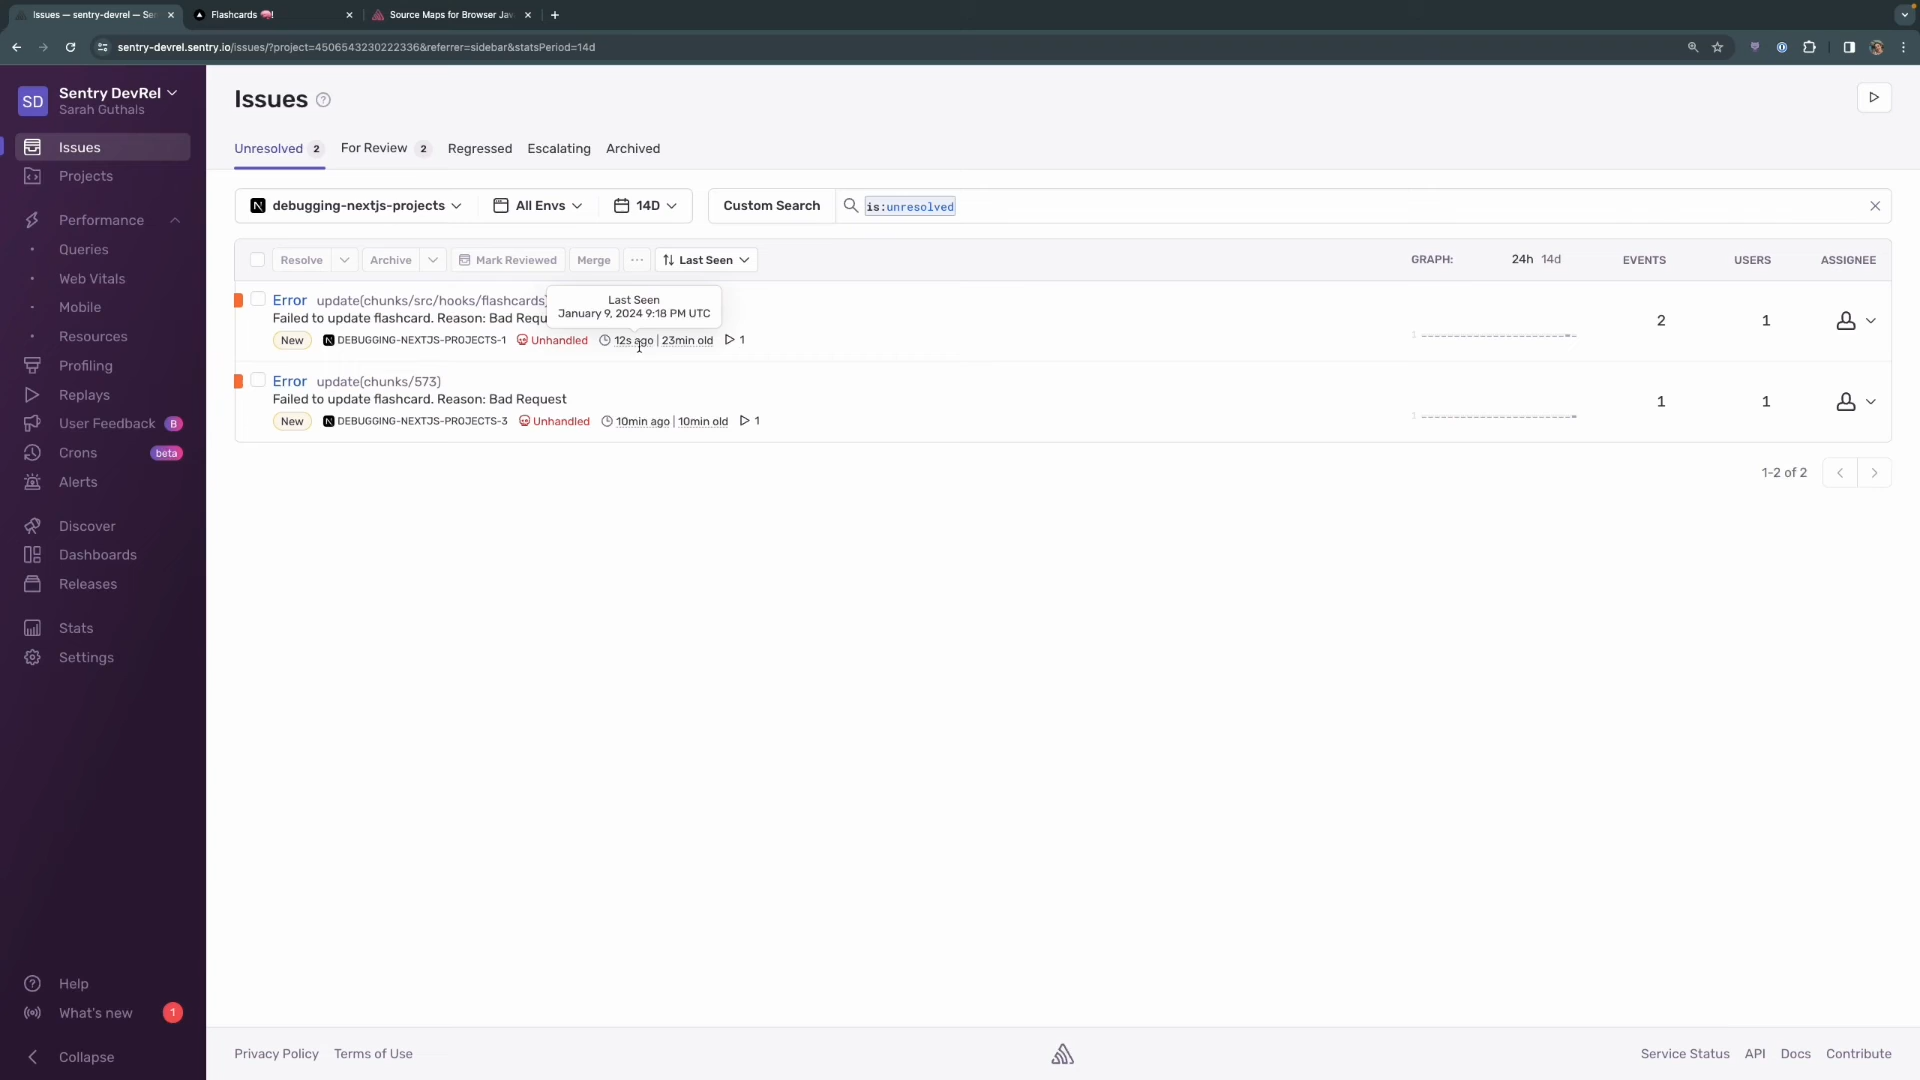 Issues — sentry-devrel — Sen
Flashcards 🧠!
Source Maps for Browser Jav
sentry-devrel.sentry.io/issues/?project=4506543230222336&referrer=sidebar&statsPeriod=14d
SD
Sentry DevRel
Sarah Guthals
Issues
Projects
Performance
Queries
Web Vitals
Mobile
Resources
Profiling
Replays
User Feedback B
Crons beta
Alerts
Discover
Dashboards
Releases
Stats
Settings
Help
What's new 1
Collapse
Issues
Unresolved 2 For Review 2 Regressed Escalating Archived
debugging-nextjs-projects All Envs 14D Custom Search is:unresolved
Resolve Archive Mark Reviewed Merge ... Last Seen GRAPH: 24h 14d EVENTS USERS ASSIGNEE
Error update(chunks/src/hooks/flashcards)
Last Seen
January 9, 2024 9:18 PM UTC
Failed to update flashcard. Reason: Bad Requ
New DEBUGGING-NEXTJS-PROJECTS-1 Unhandled 12s ago | 23min old 1
1 2 1
Error update(chunks/573)
Failed to update flashcard. Reason: Bad Request
New DEBUGGING-NEXTJS-PROJECTS-3 Unhandled 10min ago | 10min old 1
1 1 1
1-2 of 2
Privacy Policy Terms of Use Service Status API Docs Contribute